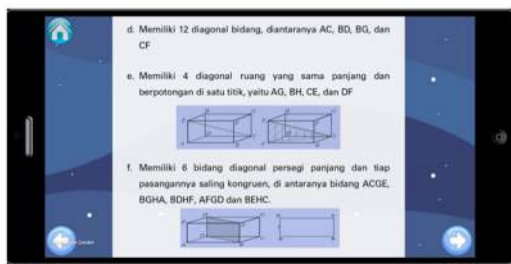 d. Memiliki 12 diagonal bidang, diantaranya AC, BD, BG, dan
CF
e. Memiliki 4 diagonal ruang yang sama panjang dan
berpotongan di satu titik, yaitu AG, BH, CE, dan DF
f. Memiliki 6 bidang diagonal persegi panjang dan tiap
pasangannya saling kongruen, di antaranya bidang ACGE,
BGHA, BDHF, AFGD dan BEHC.